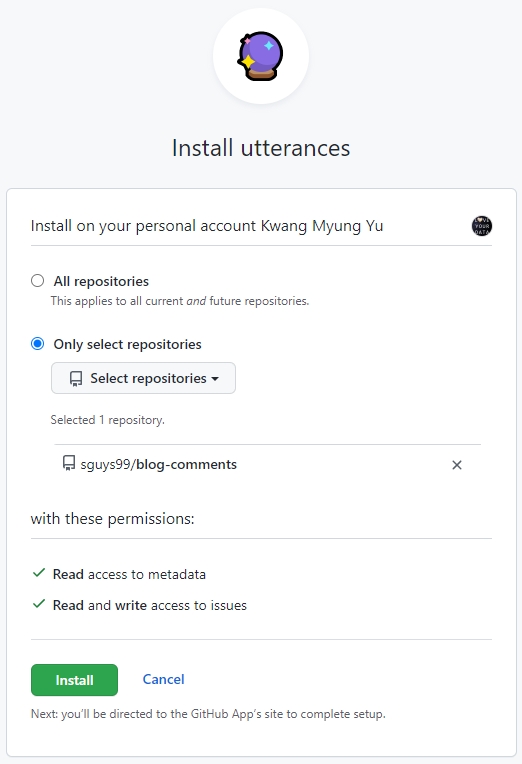 Install utterances
Install on your personal account Kwang Myung Yu
LOVE
YOUR
DATA
All repositories
This applies to all current and future repositories.
Only select repositories
Select repositories
Selected 1 repository.
sguys99/blog-comments
with these permissions:
Read access to metadata
Read and write access to issues
Install Cancel
Next: you'll be directed to the GitHub App's site to complete setup.